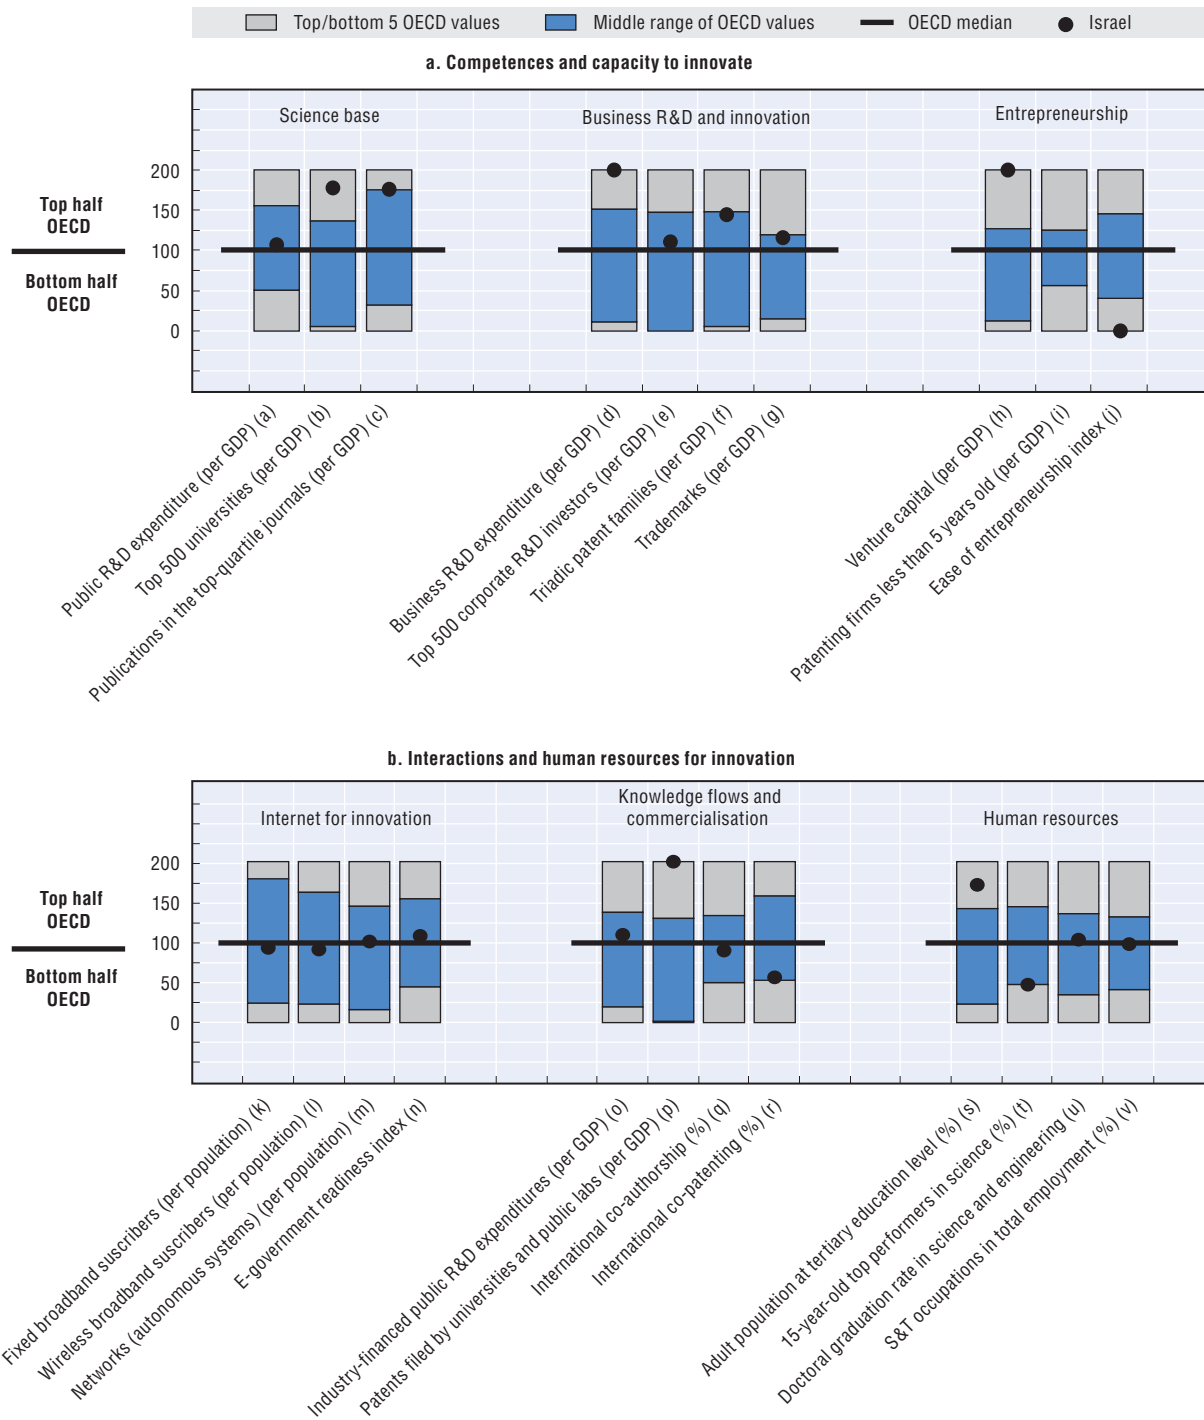 Top/bottom 5 OECD values Middle range of OECD values OECD median Israel
a. Competences and capacity to innovate
Science base
Business R&D and innovation
Entrepreneurship
Top half
OECD
Bottom half
OECD
200
150
100
50
0
Public R&D expenditure (per GDP) (a)
Top 500 universities (per GDP) (b)
Publications in the top-quartile journals (per GDP) (c)
Business R&D expenditure (per GDP) (d)
Top 500 corporate R&D investors (per GDP) (e)
Triadic patent families (per GDP) (f)
Trademarks (per GDP) (g)
Venture capital (per GDP) (h)
Patenting firms less than 5 years old (per GDP) (i)
Ease of entrepreneurship index (j)
b. Interactions and human resources for innovation
Internet for innovation
Knowledge flows and
commercialisation
Human resources
Top half
OECD
Bottom half
OECD
200
150
100
50
0
Fixed broadband suscribers (per population) (k)
Wireless broadband suscribers (per population) (l)
Networks (autonomous systems) (per population) (m)
E-government readiness index (n)
Industry-financed public R&D expenditures (per GDP) (o)
Patents filed by universities and public labs (per GDP) (p)
International co-authorship (%) (q)
International co-patenting (%) (r)
Adult population at tertiary education level (%) (s)
15-year-old top performers in science (%) (t)
Doctoral graduation rate in science and engineering (u)
S&T occupations in total employment (%) (v)